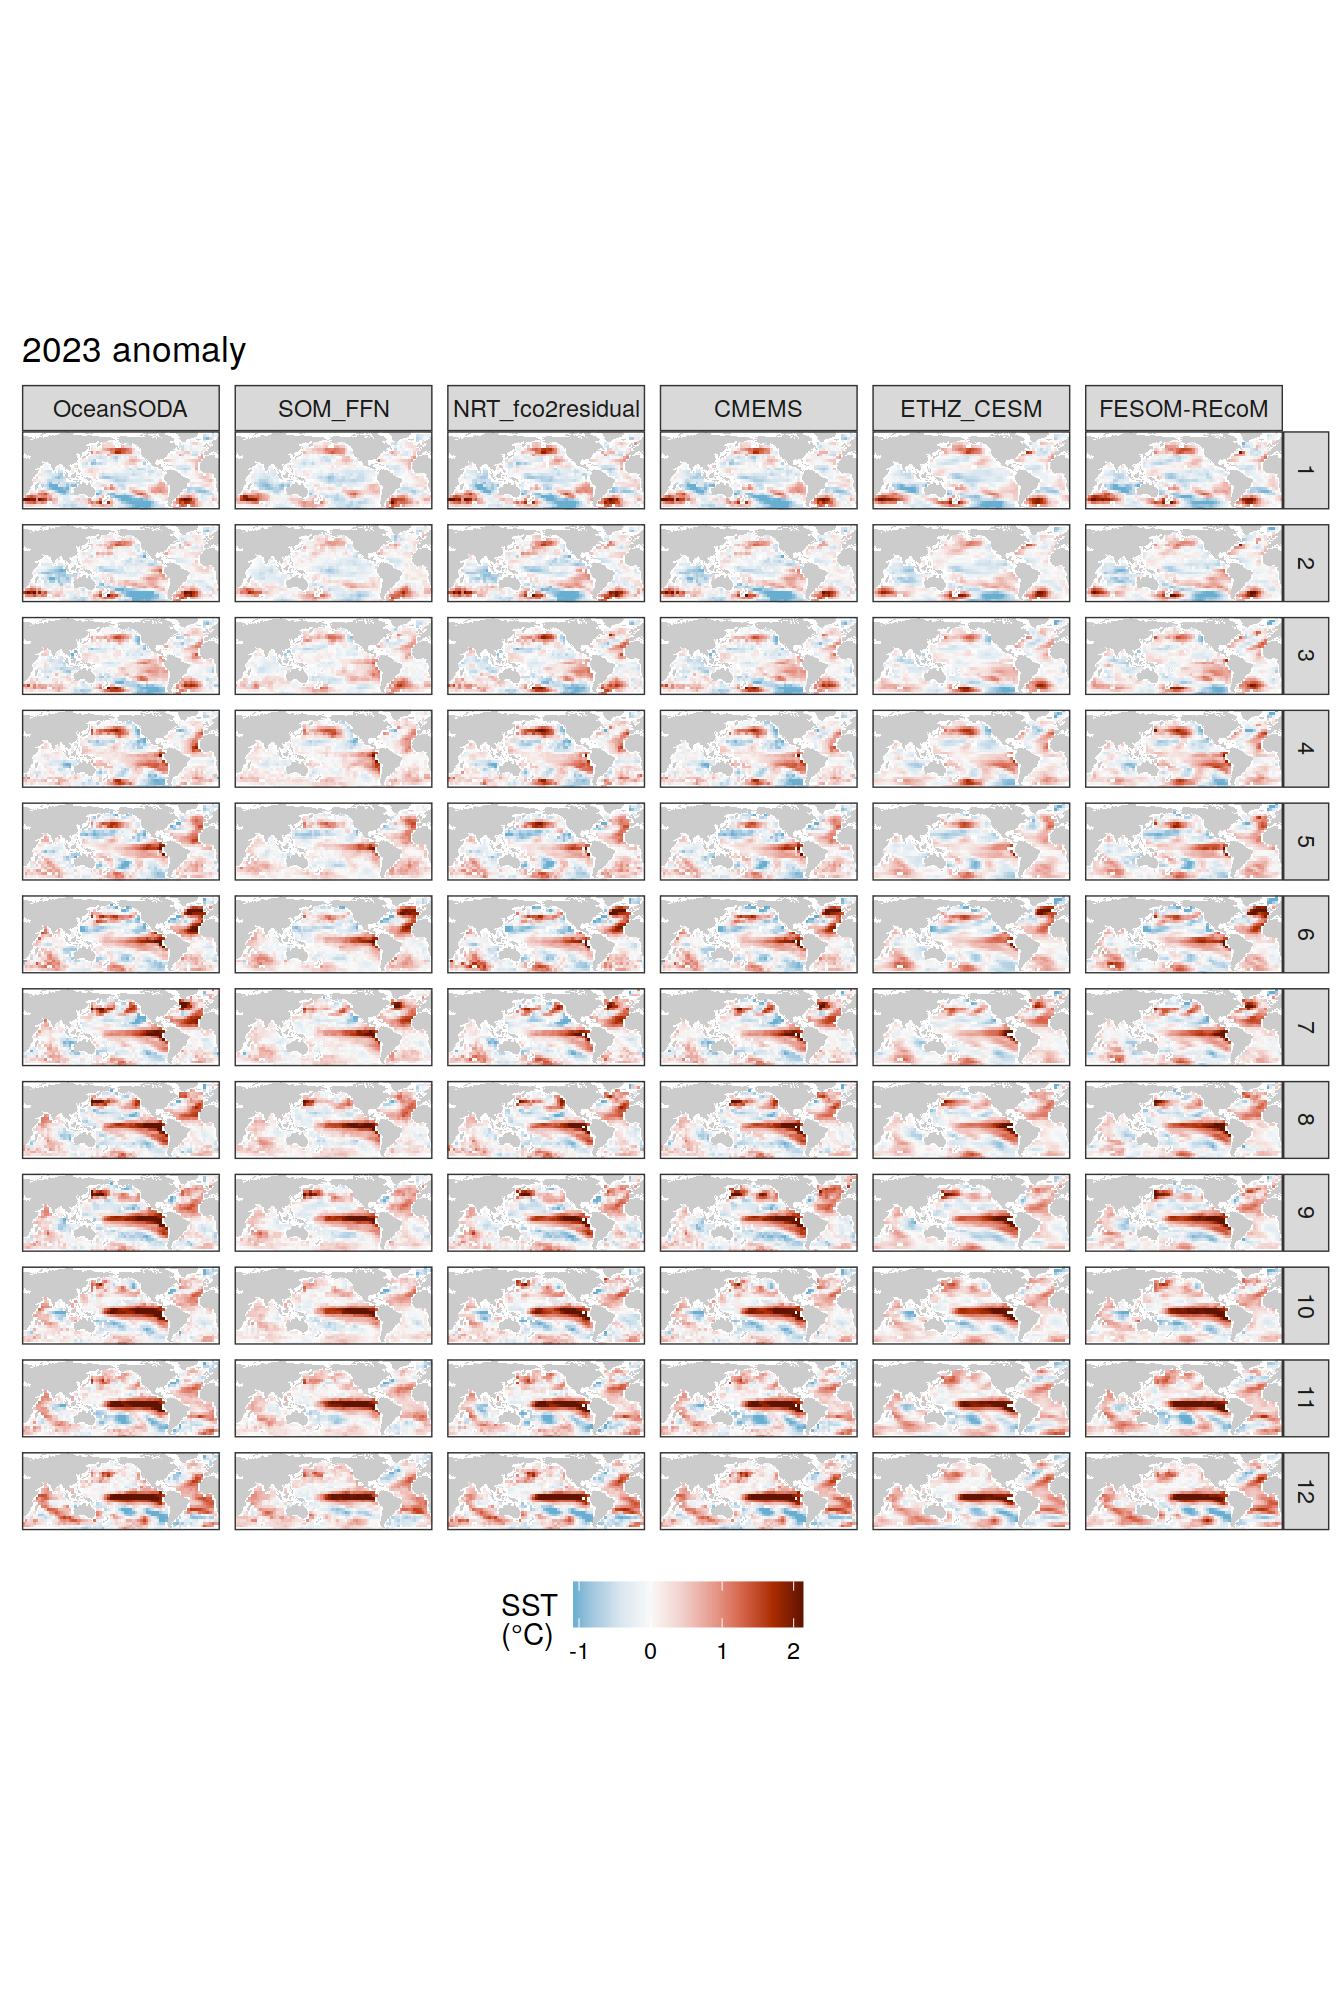 2023 anomaly
OceanSODA SOM_FFN NRT_fco2residual CMEMS ETHZ_CESM FESOM-REcoM
1
2
3
4
5
6
7
8
9
10
11
12
SST
(°C)
-1 0 1 2